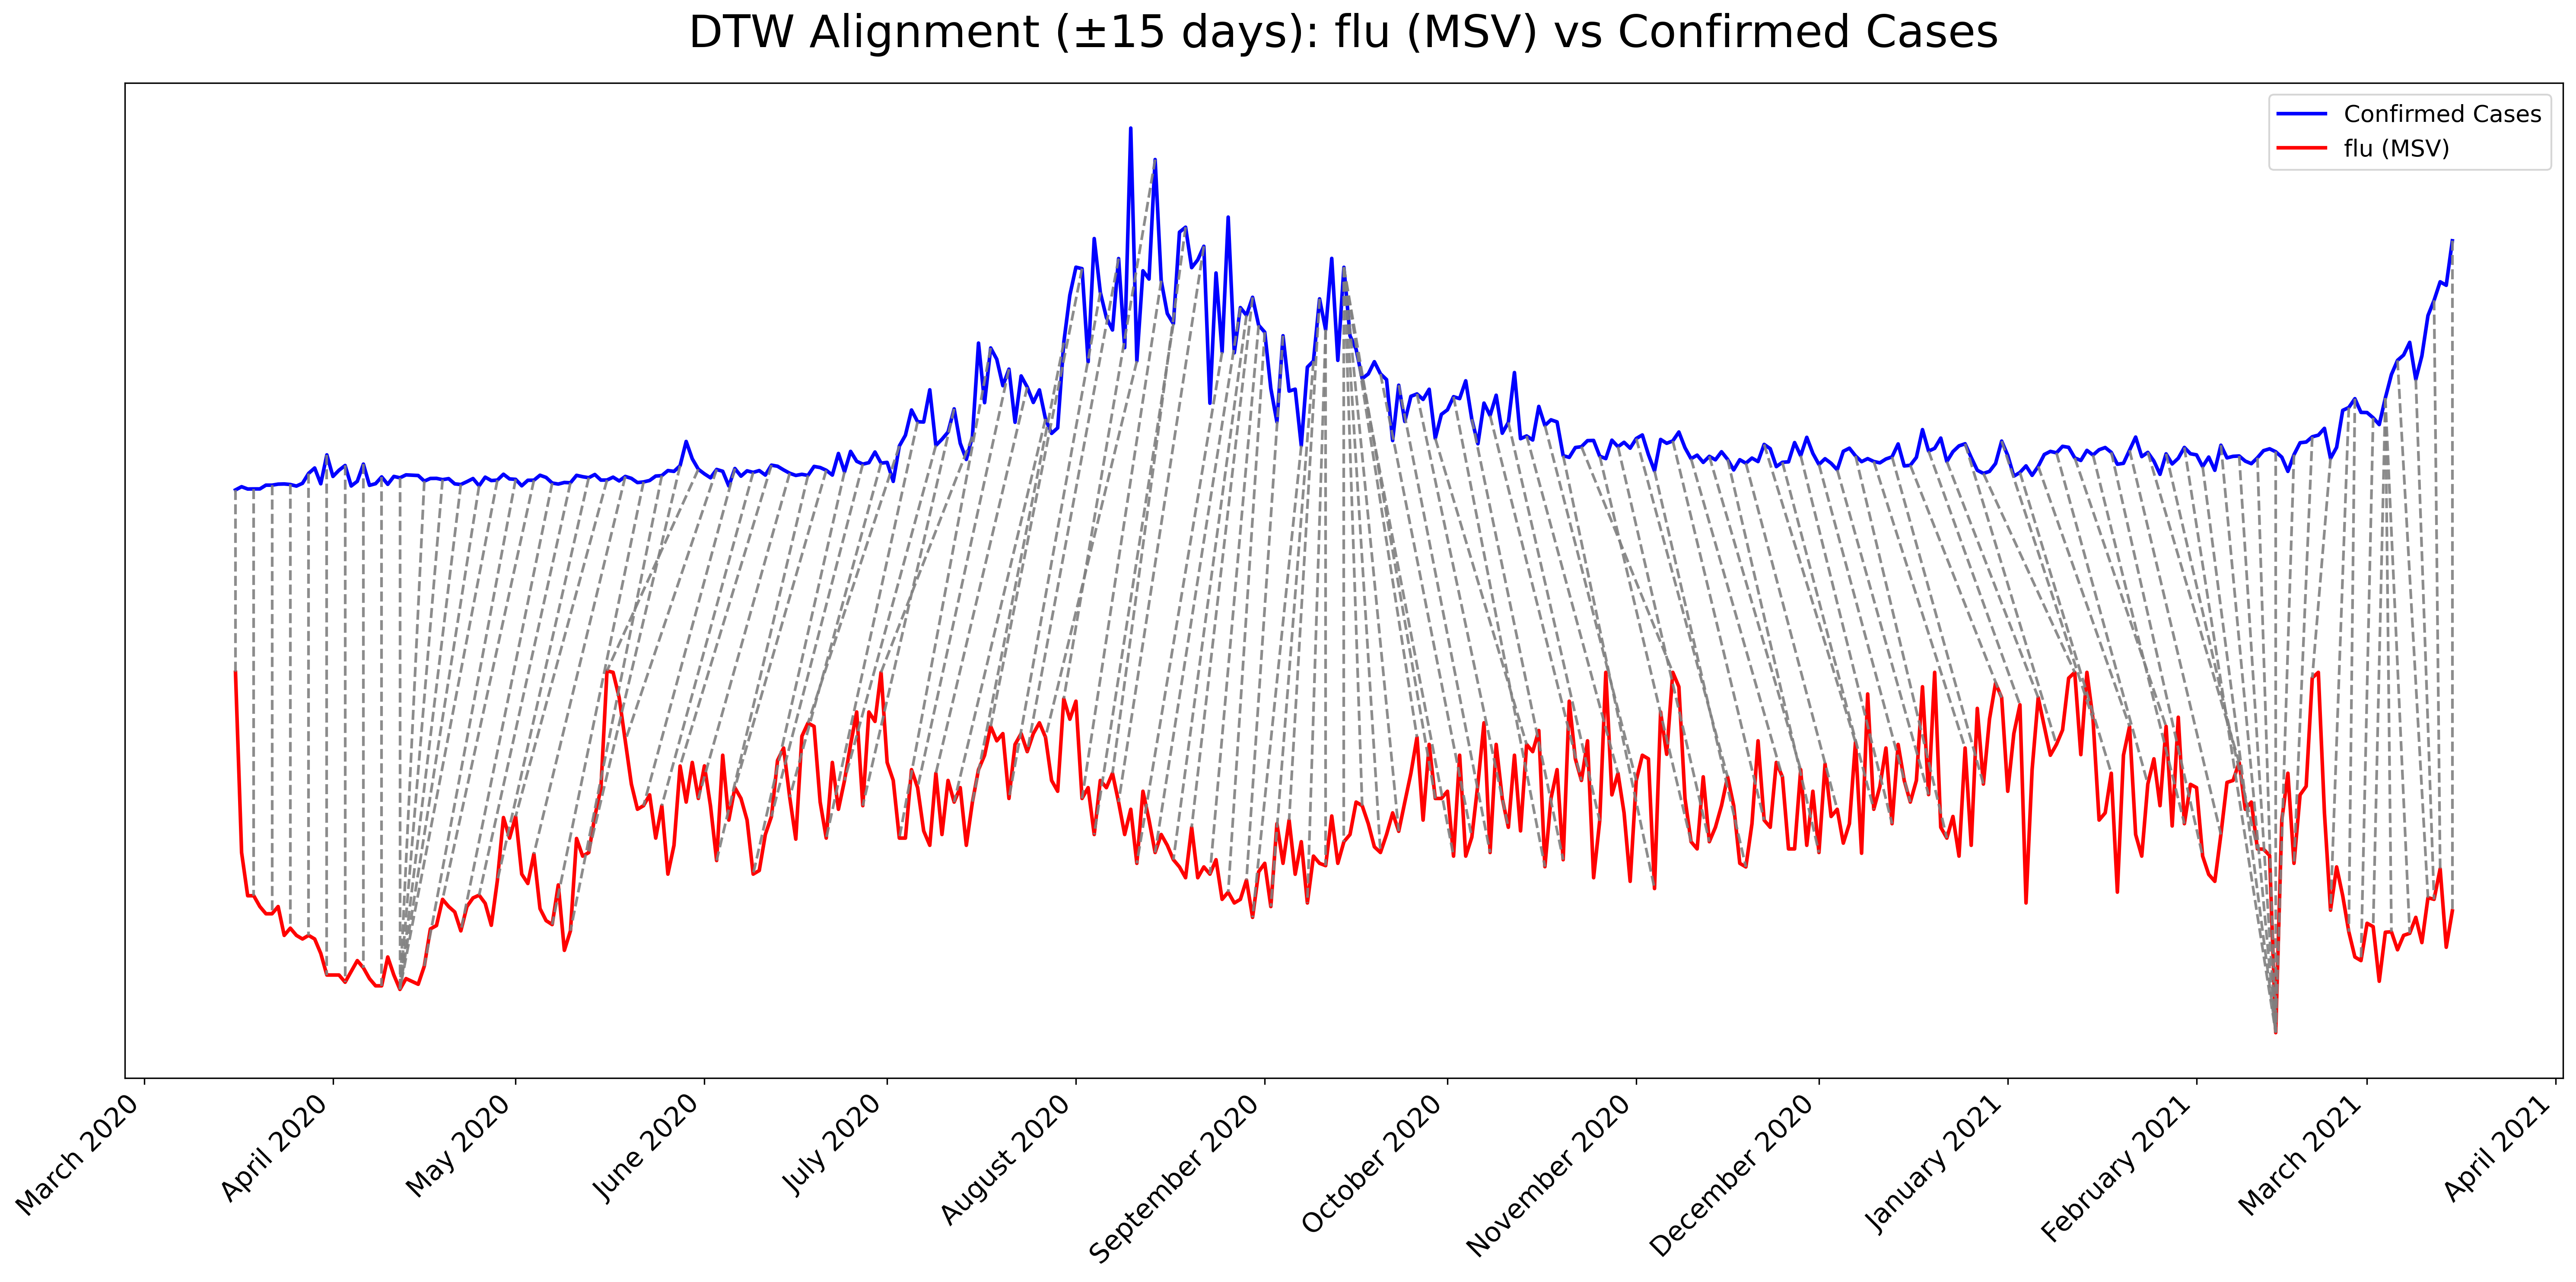 DTW Alignment (±15 days): flu (MSV) vs Confirmed Cases
Confirmed Cases
flu (MSV)
March 2020
April 2020
May 2020
June 2020
July 2020
August 2020
September 2020
October 2020
November 2020
December 2020
January 2021
February 2021
March 2021
April 2021